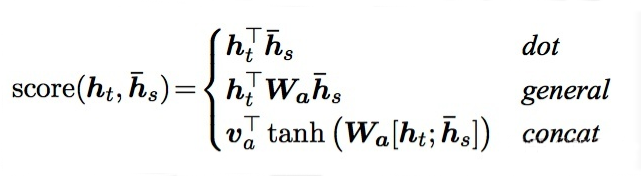 h_t^⊤ h̄_s dot
score(h_t, h̄_s) = { h_t^⊤ W_a h̄_s general
v_a^⊤ tanh (W_a[h_t; h̄_s]) concat